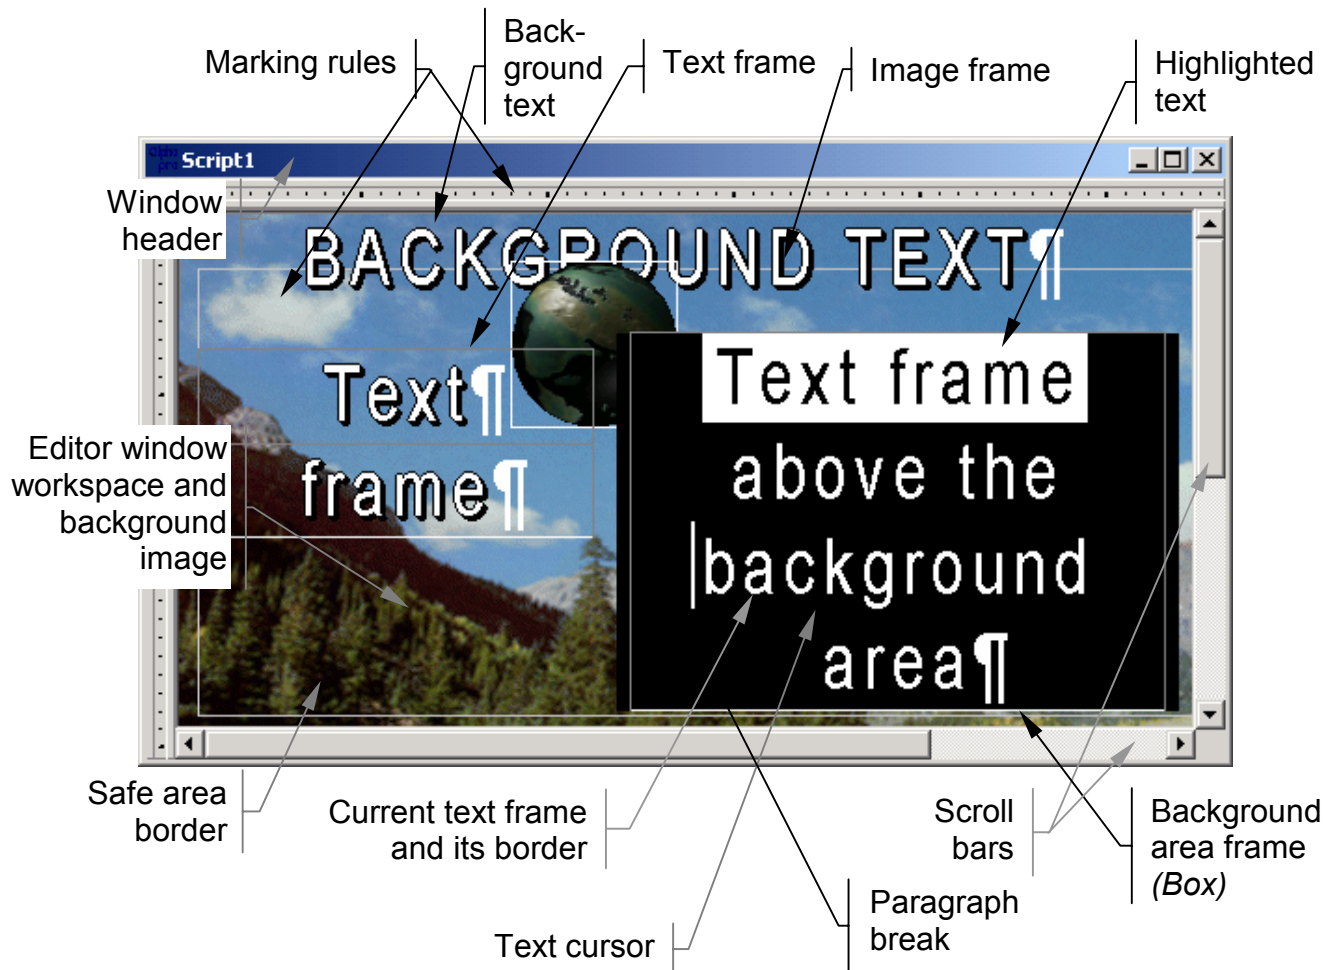 Marking rules
Back-
ground
text
Text frame
Image frame
Highlighted
text
Script1
Window
header
BACKGROUND TEXT¶
Text¶
frame¶
Text frame
above the
background
area¶
Editor window
workspace and
background
image
Safe area
border
Current text frame
and its border
Scroll
bars
Background
area frame
(Box)
Paragraph
break
Text cursor